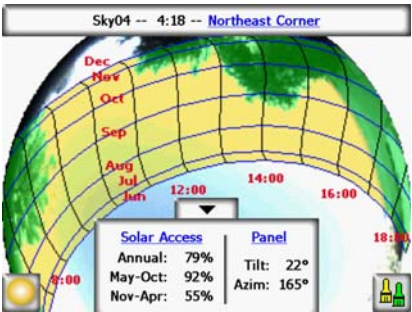 Sky04 -- 4:18 -- Northeast Corner
Dec
Nov
Oct
Sep
Aug
Jul
Jun
8:00
12:00
14:00
16:00
18:00
Solar Access
Annual: 79%
May-Oct: 92%
Nov-Apr: 55%
Panel
Tilt: 22°
Azim: 165°